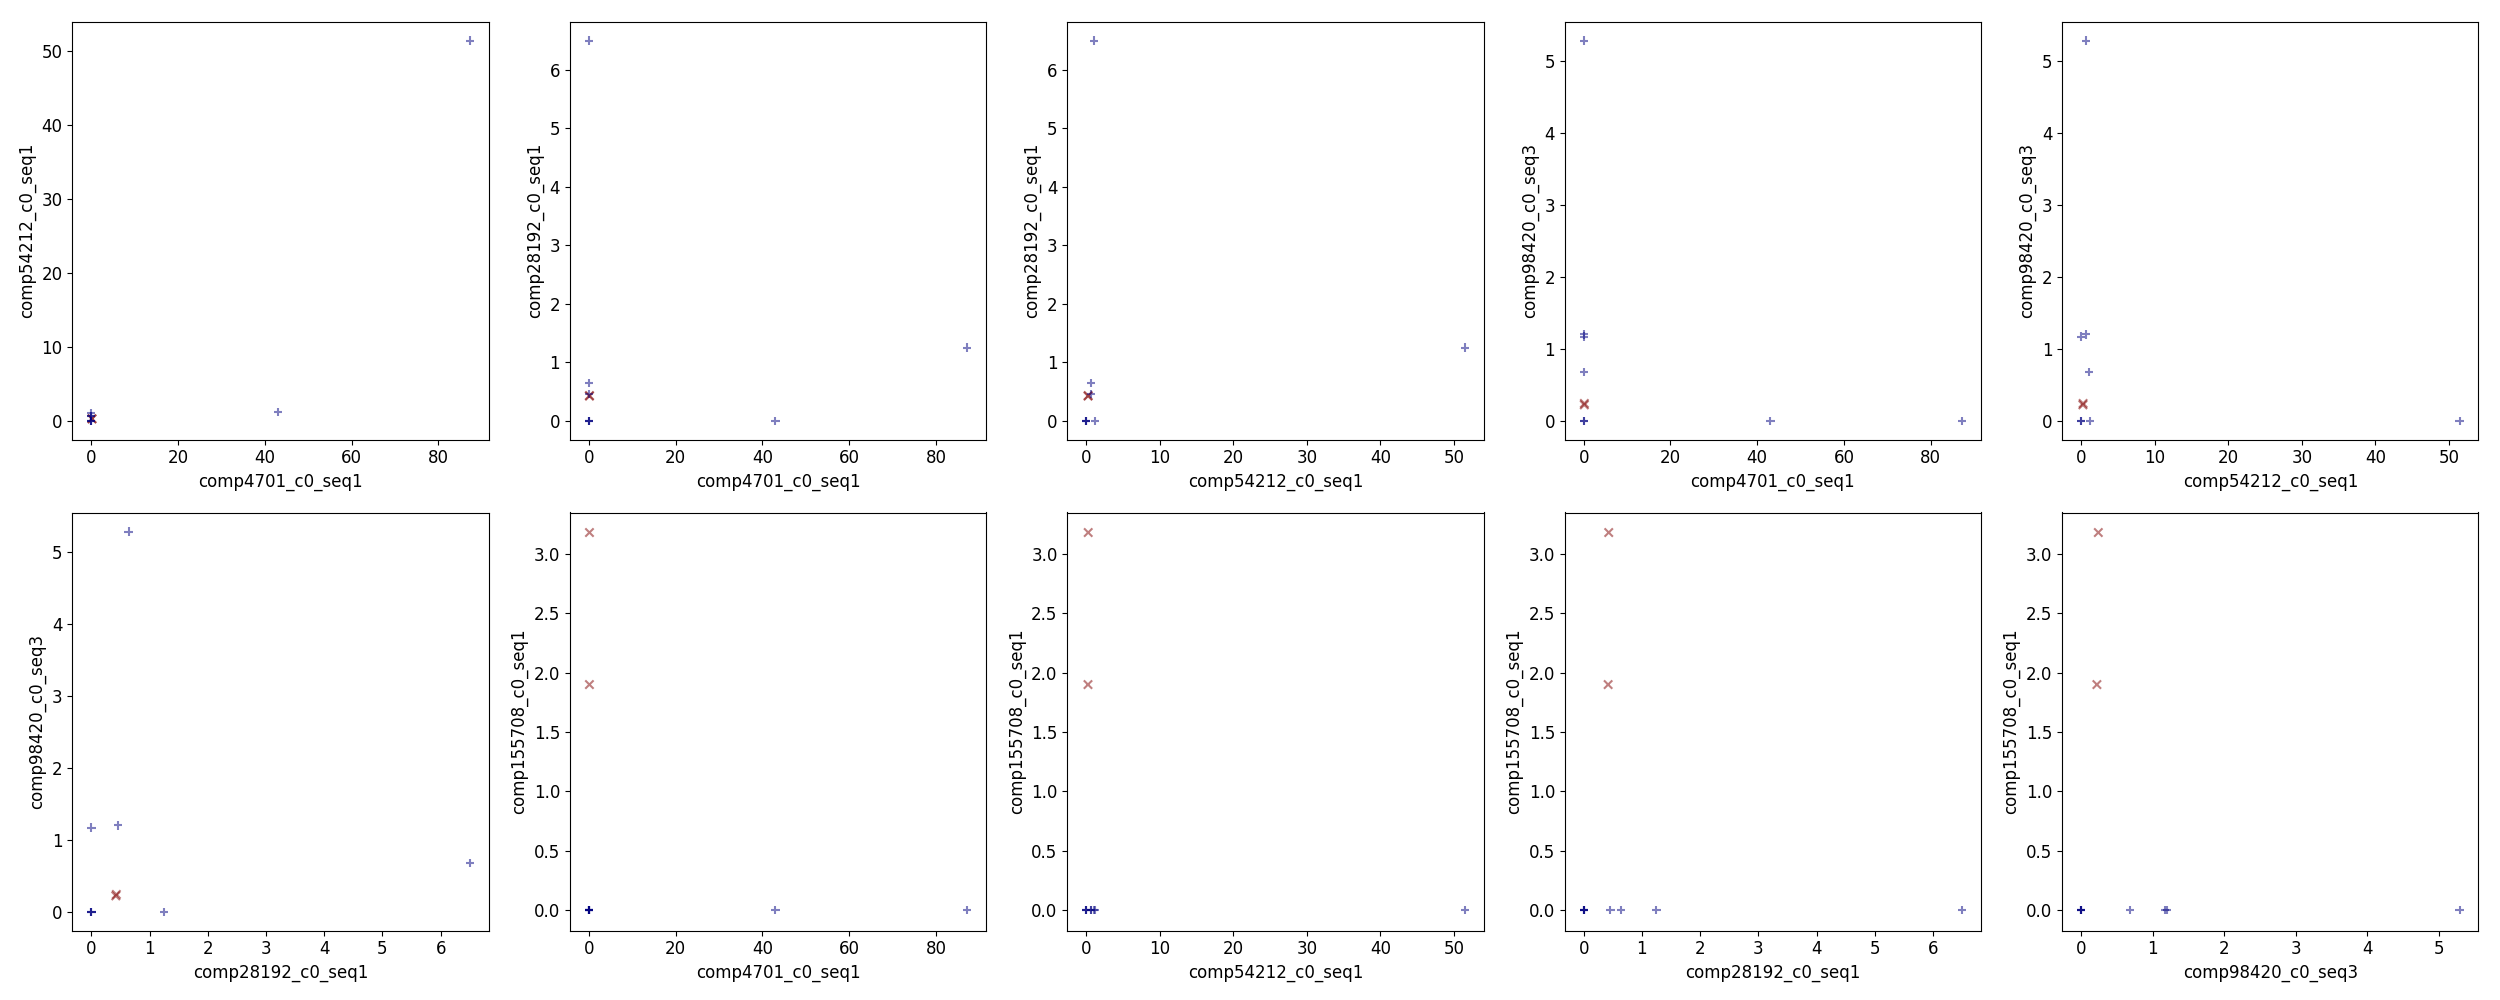 50
40
30
20
10
0
comp54212_c0_seq1
0 20 40 60 80
comp4701_c0_seq1
6
5
4
3
2
1
0
comp28192_c0_seq1
0 20 40 60 80
comp4701_c0_seq1
6
5
4
3
2
1
0
comp28192_c0_seq1
0 10 20 30 40 50
comp54212_c0_seq1
5
4
3
2
1
0
comp98420_c0_seq3
0 20 40 60 80
comp4701_c0_seq1
5
4
3
2
1
0
comp98420_c0_seq3
0 10 20 30 40 50
comp54212_c0_seq1
5
4
3
2
1
0
comp98420_c0_seq3
0 1 2 3 4 5 6
comp28192_c0_seq1
3.0
2.5
2.0
1.5
1.0
0.5
0.0
comp155708_c0_seq1
0 20 40 60 80
comp4701_c0_seq1
3.0
2.5
2.0
1.5
1.0
0.5
0.0
comp155708_c0_seq1
0 10 20 30 40 50
comp54212_c0_seq1
3.0
2.5
2.0
1.5
1.0
0.5
0.0
comp155708_c0_seq1
0 1 2 3 4 5 6
comp28192_c0_seq1
3.0
2.5
2.0
1.5
1.0
0.5
0.0
comp155708_c0_seq1
0 1 2 3 4 5
comp98420_c0_seq3